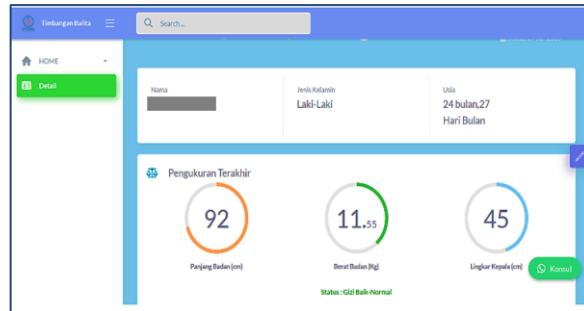 Timbangan Balita
Search...
HOME
Detail
Nama
Jenis Kelamin
Laki-Laki
Usia
24 bulan,27
Hari Bulan
Pengukuran Terakhir
92
11.55
45
Panjang Badan (cm)
Berat Badan (Kg)
Lingkar Kepala (cm)
Konsul
Status : Gizi Baik-Normal